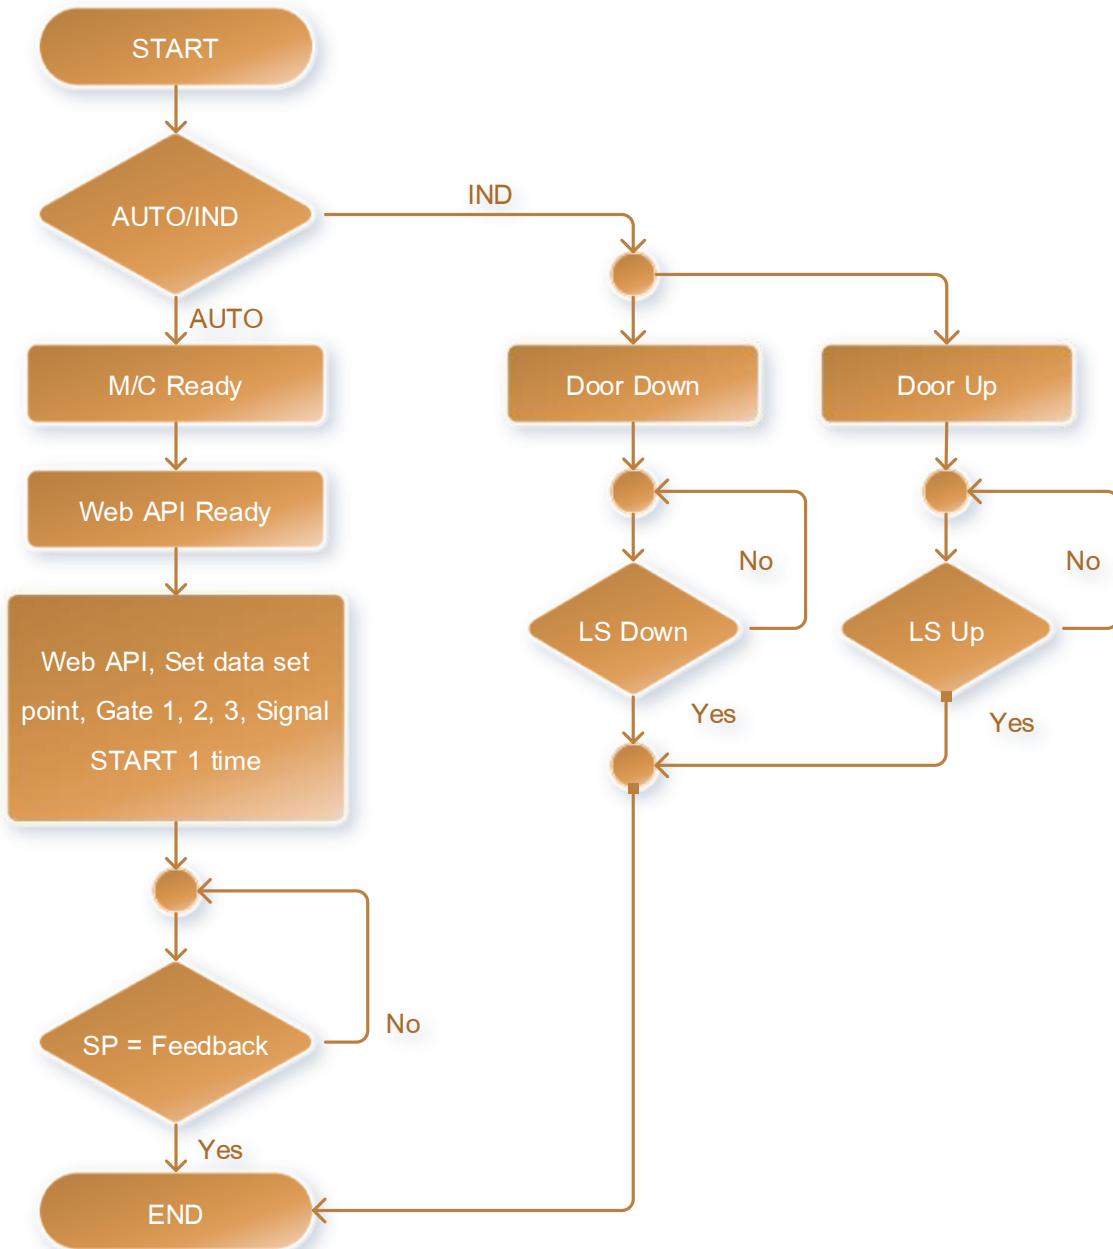 START
AUTO/IND
IND
AUTO
M/C Ready
Door Down
Door Up
Web API Ready
No
No
LS Down
LS Up
Web API, Set data set
point, Gate 1, 2, 3, Signal
START 1 time
Yes
Yes
No
SP = Feedback
Yes
END